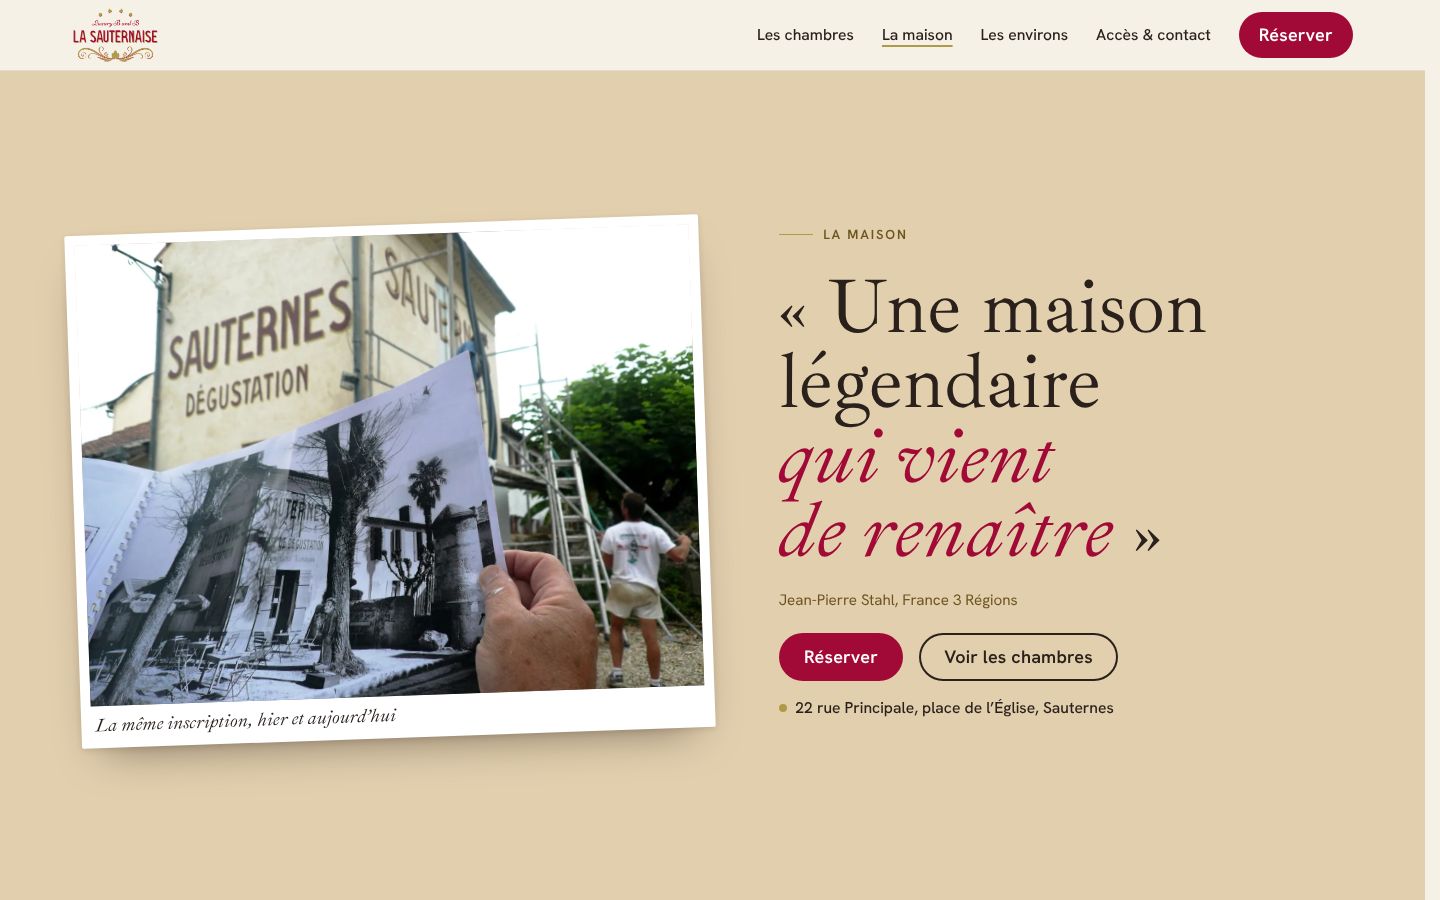 Luxury B and B
LA SAUTERNAISE
Les chambres
La maison
Les environs
Accès & contact
Réserver
SAUTERNES
DÉGUSTATION
SAUTERNES
La même inscription, hier et aujourd’hui
LA MAISON
« Une maison
légendaire
qui vient
de renaître »
Jean-Pierre Stahl, France 3 Régions
Réserver
Voir les chambres
22 rue Principale, place de l’Église, Sauternes